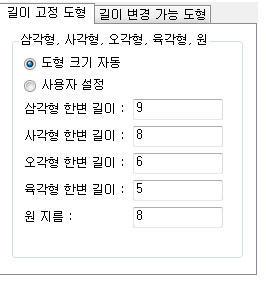 길이 고정 도형 길이 변경 가능 도형
삼각형, 사각형, 오각형, 육각형, 원
도형 크기 자동
사용자 설정
삼각형 한변 길이 : 9
사각형 한변 길이 : 8
오각형 한변 길이 : 6
육각형 한변 길이 : 5
원 지름 : 8